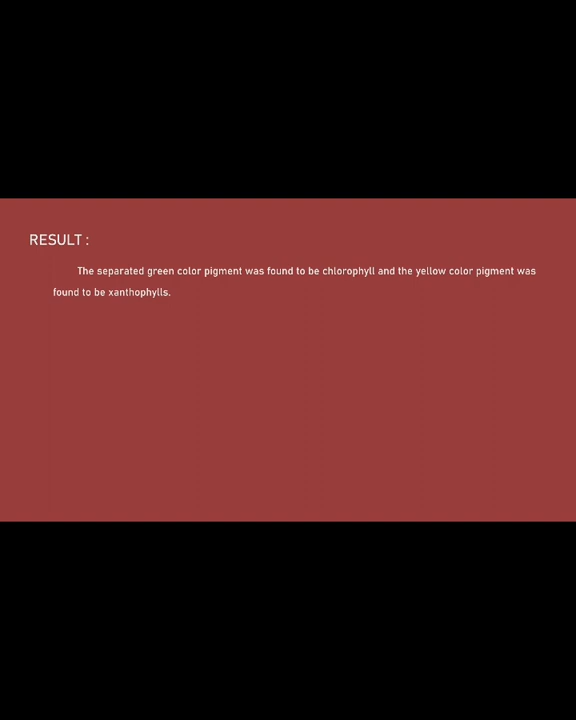 RESULT :
The separated green color pigment was found to be chlorophyll and the yellow color pigment was
found to be xanthophylls.